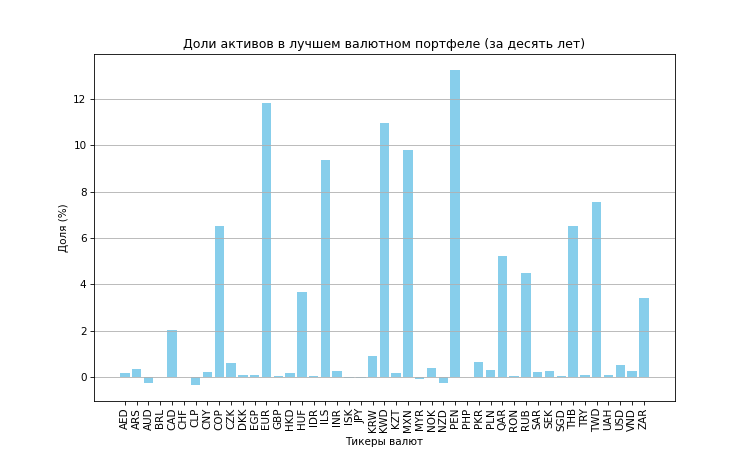 Доли активов в лучшем валютном портфеле (за десять лет)
Доля (%)
12
10
8
6
4
2
0
AED ARS AUD BRL CAD CHF CLP CNY COP CZK DKK EGP EUR GBP HKD HUF IDR ILS INR ISK JPY KRW KWD KZT MXN MYR NOK NZD PEN PHP PKR PLN QAR RON RUB SAR SEK SGD THB TRY TWD UAH USD VND ZAR
Тикеры валют